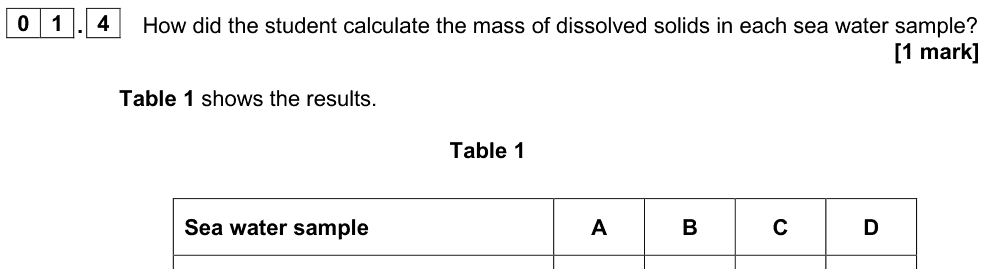 0 1 . 4 How did the student calculate the mass of dissolved solids in each sea water sample?
[1 mark]
Table 1 shows the results.
Table 1
Sea water sample A B C D